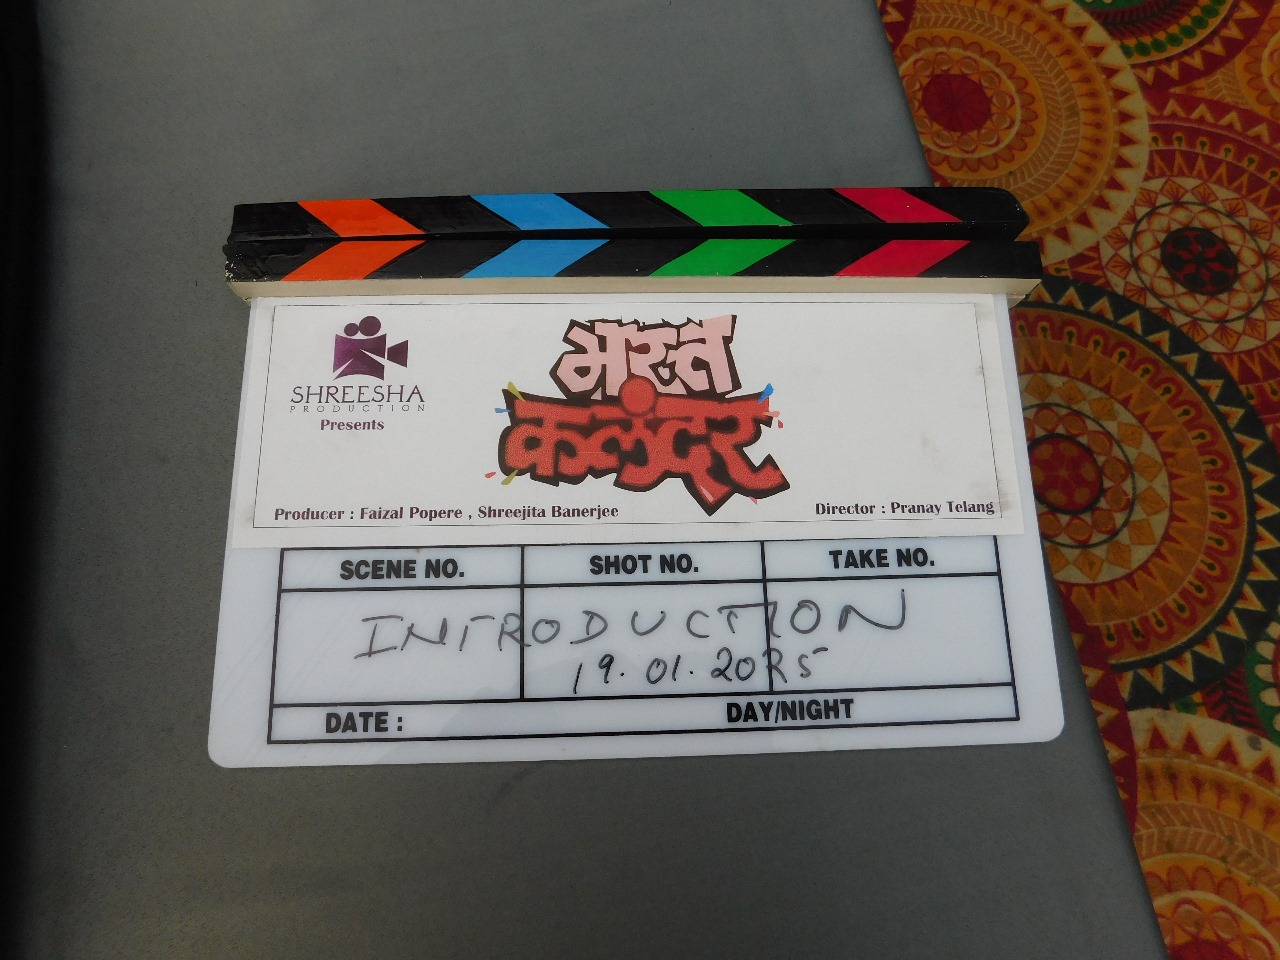 SHREESHA
PRODUCTION
Presents
भारत
कलंदर
Producer : Faizal Popere , Shreejita Banerjee
Director : Pranay Telang
SCENE NO. SHOT NO. TAKE NO.
INTRODUCTION
19.01.2025
DATE : DAY/NIGHT